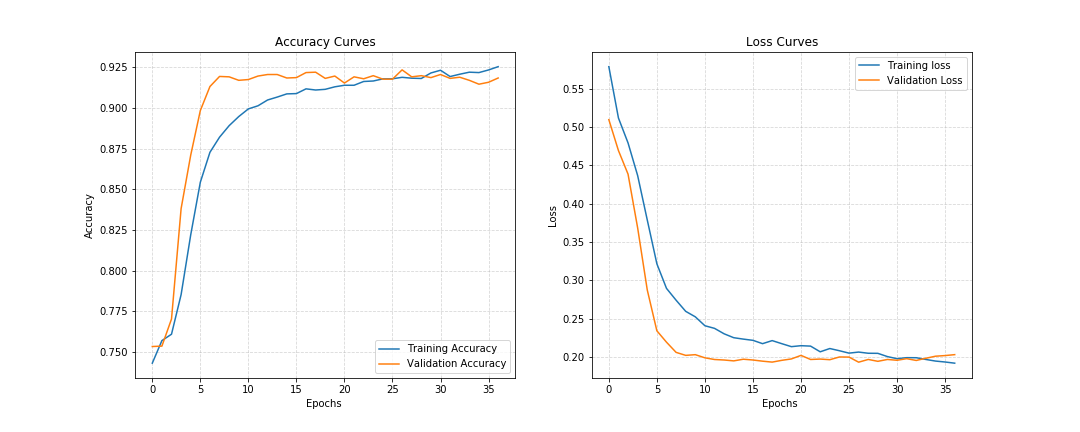 Accuracy Curves
0.925
0.900
0.875
0.850
0.825
0.800
0.775
0.750
Accuracy
0 5 10 15 20 25 30 35
Epochs
Training Accuracy
Validation Accuracy
Loss Curves
0.55
0.50
0.45
0.40
0.35
0.30
0.25
0.20
Loss
0 5 10 15 20 25 30 35
Epochs
Training loss
Validation Loss